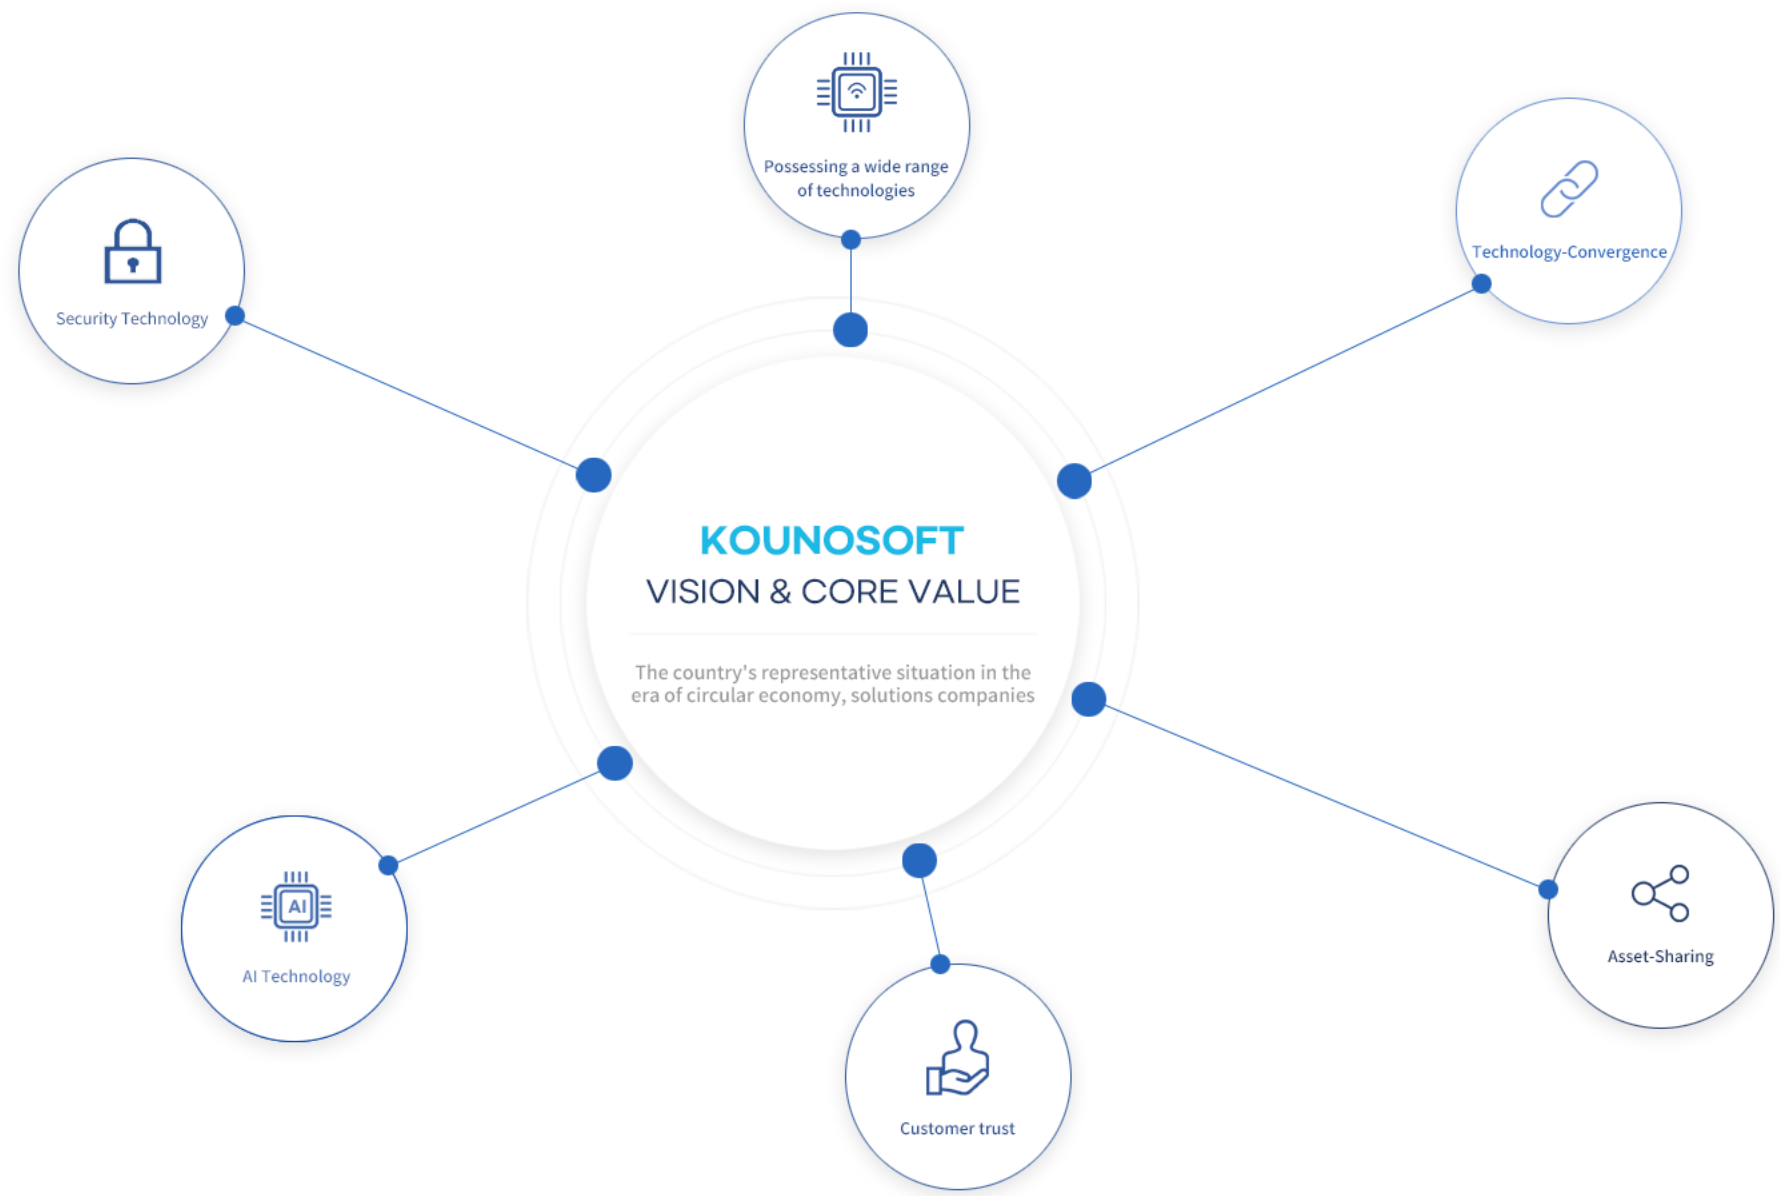 Possessing a wide range
of technologies
Technology-Convergence
Security Technology
KOUNOSOFT
VISION & CORE VALUE
The country's representative situation in the
era of circular economy, solutions companies
AI
AI Technology
Asset-Sharing
Customer trust